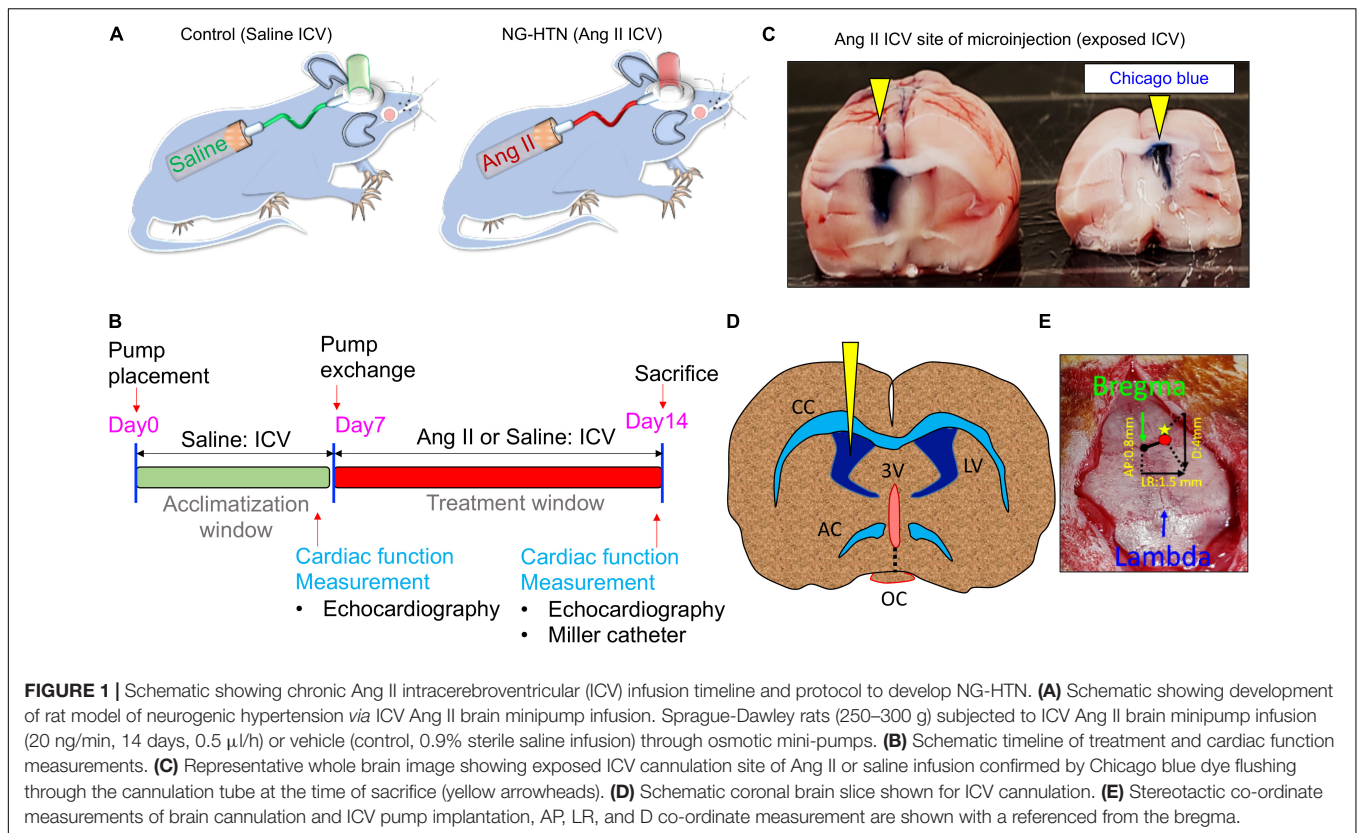 A
Control (Saline ICV)
NG-HTN (Ang II ICV)
Saline
Ang II
C
Ang II ICV site of microinjection (exposed ICV)
Chicago blue
B
Pump
placement
Pump
exchange
Sacrifice
Day0
Day7
Day14
Saline: ICV
Ang II or Saline: ICV
Acclimatization
window
Treatment window
Cardiac function
Measurement
• Echocardiography
Cardiac function
Measurement
• Echocardiography
• Miller catheter
D
CC
3V
LV
AC
OC
E
Bregma
AP:0.8mm
D:4mm
LR:1.5 mm
Lambda
FIGURE 1 | Schematic showing chronic Ang II intracerebroventricular (ICV) infusion timeline and protocol to develop NG-HTN. (A) Schematic showing development
of rat model of neurogenic hypertension via ICV Ang II brain minipump infusion. Sprague-Dawley rats (250–300 g) subjected to ICV Ang II brain minipump infusion
(20 ng/min, 14 days, 0.5 μl/h) or vehicle (control, 0.9% sterile saline infusion) through osmotic mini-pumps. (B) Schematic timeline of treatment and cardiac function
measurements. (C) Representative whole brain image showing exposed ICV cannulation site of Ang II or saline infusion confirmed by Chicago blue dye flushing
through the cannulation tube at the time of sacrifice (yellow arrowheads). (D) Schematic coronal brain slice shown for ICV cannulation. (E) Stereotactic co-ordinate
measurements of brain cannulation and ICV pump implantation, AP, LR, and D co-ordinate measurement are shown with a referenced from the bregma.